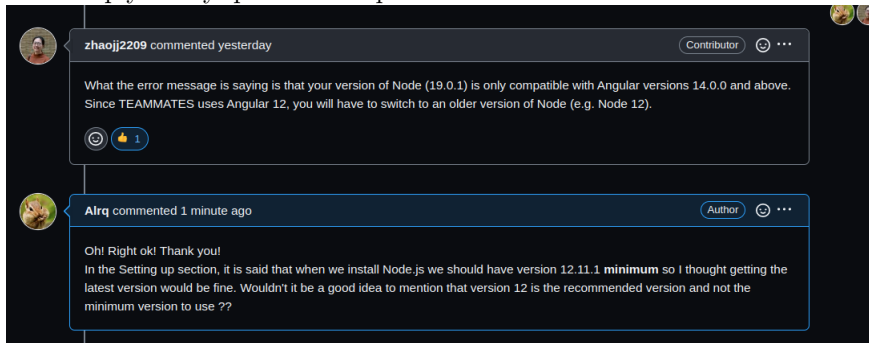 zhaojj2209 commented yesterday
Contributor
What the error message is saying is that your version of Node (19.0.1) is only compatible with Angular versions 14.0.0 and above.
Since TEAMMATES uses Angular 12, you will have to switch to an older version of Node (e.g. Node 12).
1
Alrq commented 1 minute ago
Author
Oh! Right ok! Thank you!
In the Setting up section, it is said that when we install Node.js we should have version 12.11.1 minimum so I thought getting the
latest version would be fine. Wouldn't it be a good idea to mention that version 12 is the recommended version and not the
minimum version to use ??